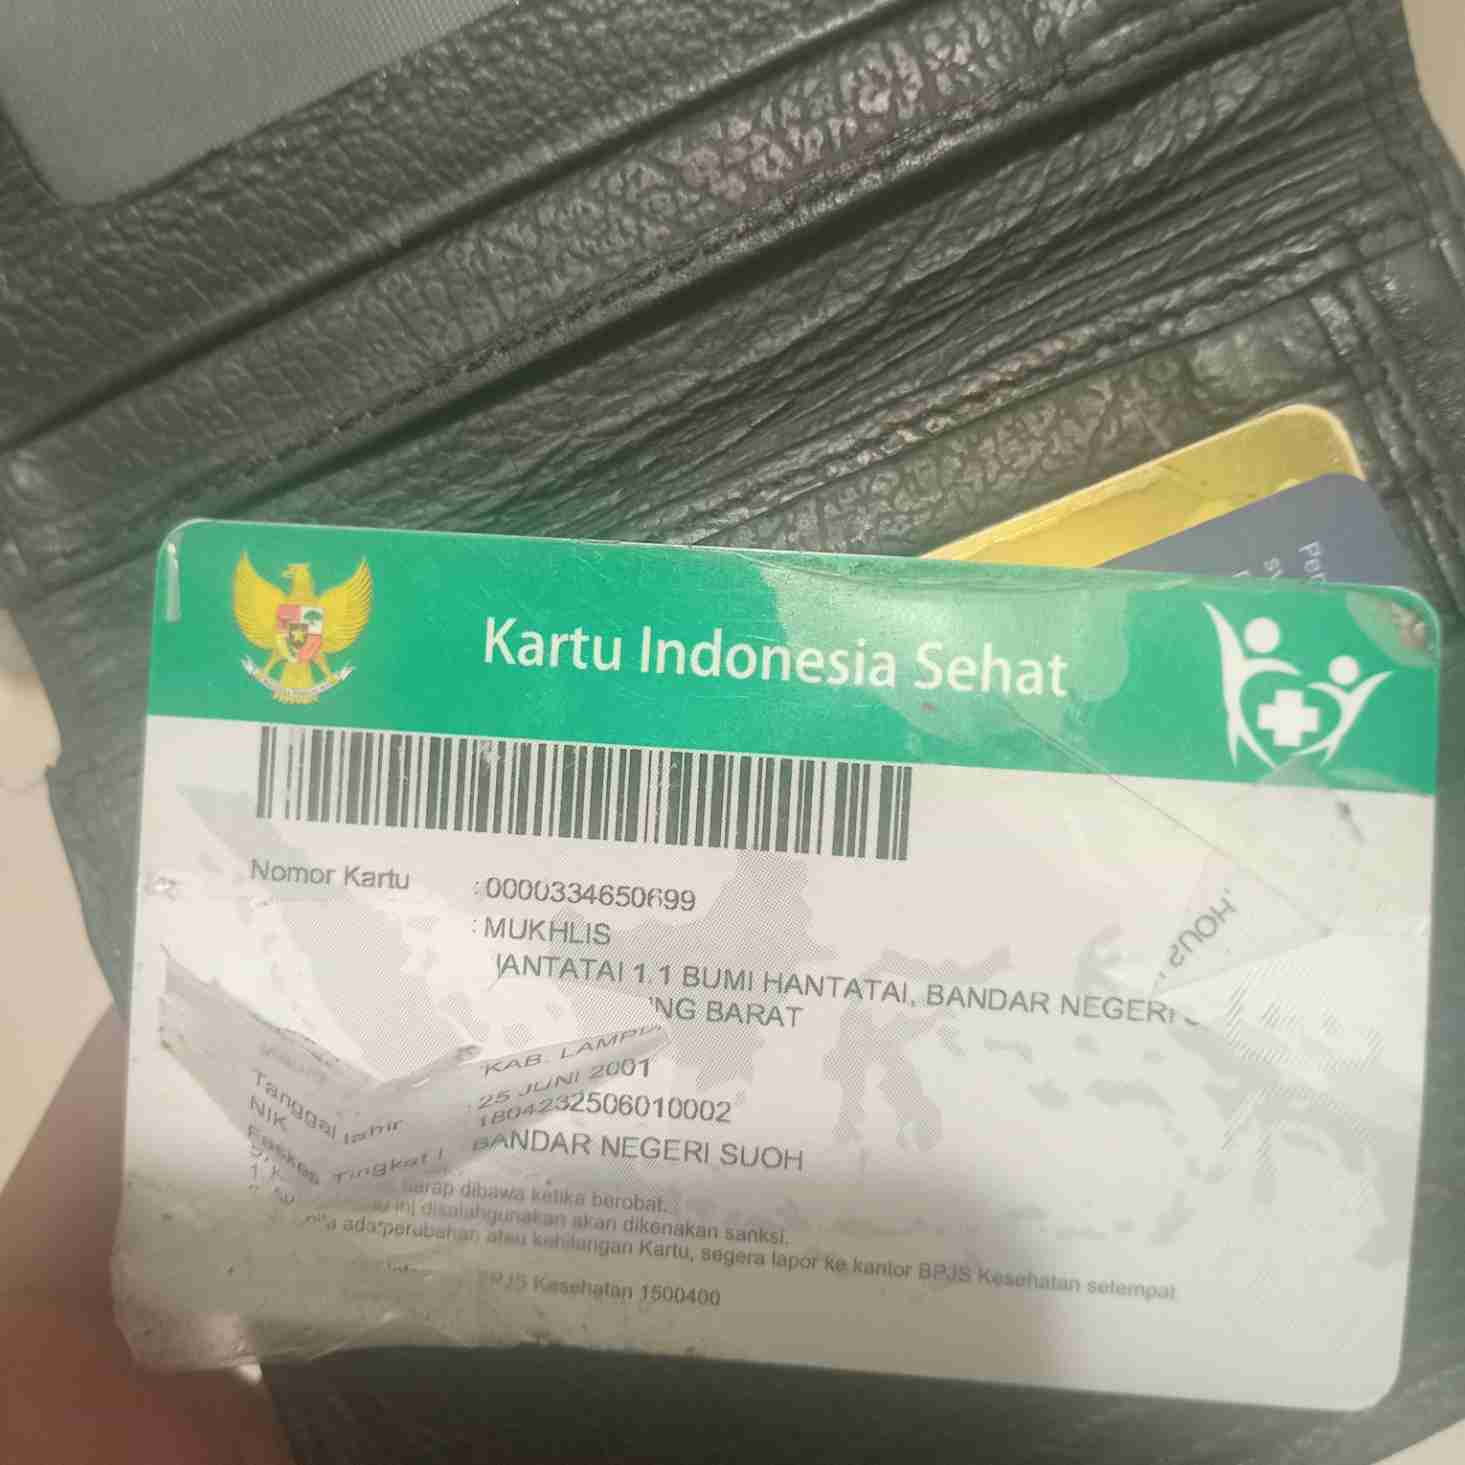 Kartu Indonesia Sehat
Nomor Kartu :0000334650699
: MUKHLIS
ANTATAI 1.1 BUMI HANTATAI, BANDAR NEGERI
NG BARAT
KAB. LAMPU
Tanggal lahir : 25 JUNI 2001
NIK 1804232506010002
Faskes Tingkat I BANDAR NEGERI SUOH
harap dibawa ketika berobat.
ini disalahgunakan akan dikenakan sanksi.
ada perubahan atau kehilangan Kartu, segera lapor ke kantor BPJS Kesehatan setempat
BPJS Kesehatan 1500400